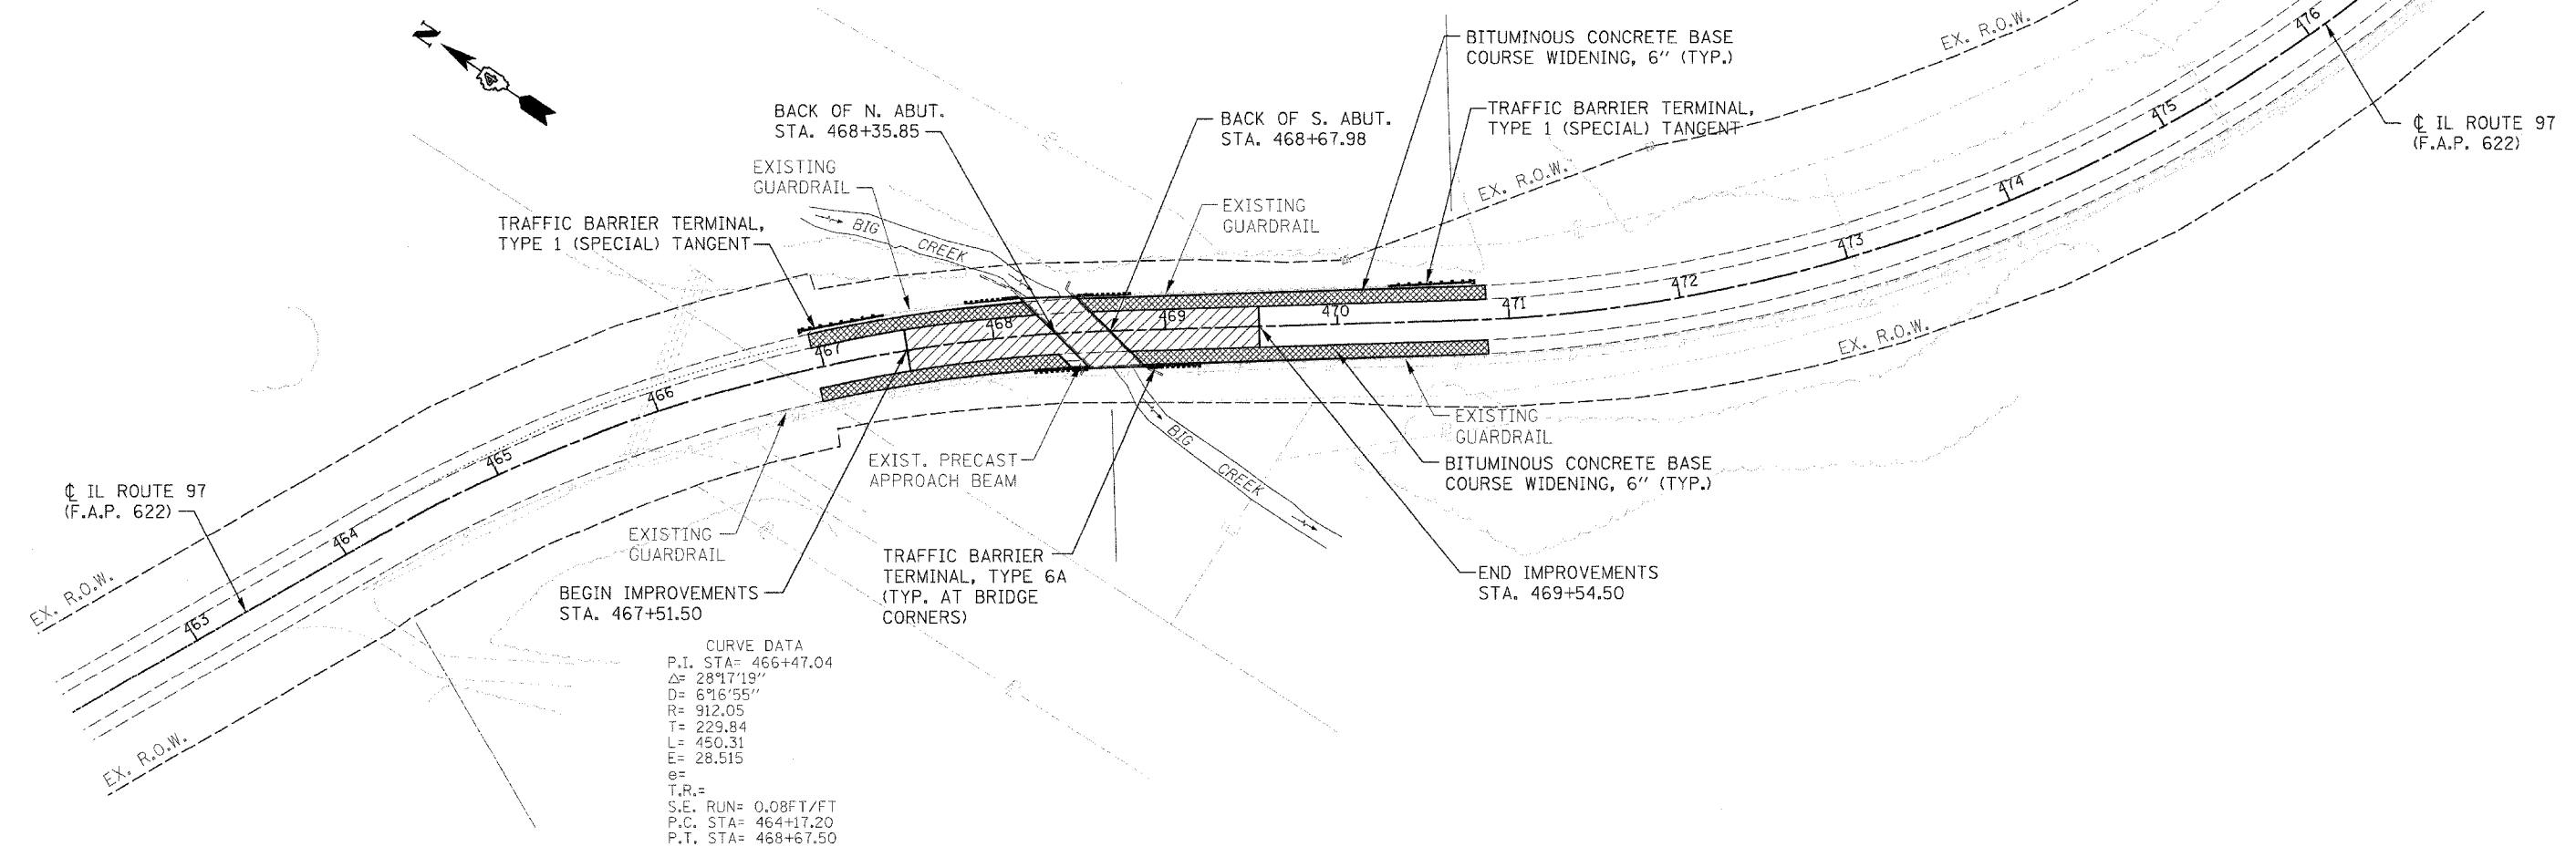 N
4
BITUMINOUS CONCRETE BASE
COURSE WIDENING, 6'' (TYP.)
EX. R.O.W.
476
BACK OF N. ABUT.
STA. 468+35.85
BACK OF S. ABUT.
STA. 468+67.98
TRAFFIC BARRIER TERMINAL,
TYPE 1 (SPECIAL) TANGENT
475
℄ IL ROUTE 97
(F.A.P. 622)
EXISTING
GUARDRAIL
EX. R.O.W.
474
TRAFFIC BARRIER TERMINAL,
TYPE 1 (SPECIAL) TANGENT
BIG CREEK
EXISTING
GUARDRAIL
473
472
471
470
469
468
467
466
465
464
463
EX. R.O.W.
EXISTING
GUARDRAIL
BITUMINOUS CONCRETE BASE
COURSE WIDENING, 6'' (TYP.)
EXIST. PRECAST
APPROACH BEAM
BIG CREEK
℄ IL ROUTE 97
(F.A.P. 622)
EXISTING
GUARDRAIL
TRAFFIC BARRIER
TERMINAL, TYPE 6A
(TYP. AT BRIDGE
CORNERS)
END IMPROVEMENTS
STA. 469+54.50
BEGIN IMPROVEMENTS
STA. 467+51.50
EX. R.O.W.
EX. R.O.W.
CURVE DATA
P.I. STA= 466+47.04
Δ= 28°17'19''
D= 6°16'55''
R= 912.05
T= 229.84
L= 450.31
E= 28.515
e=
T.R.=
S.E. RUN= 0.08FT/FT
P.C. STA= 464+17.20
P.T. STA= 468+67.50